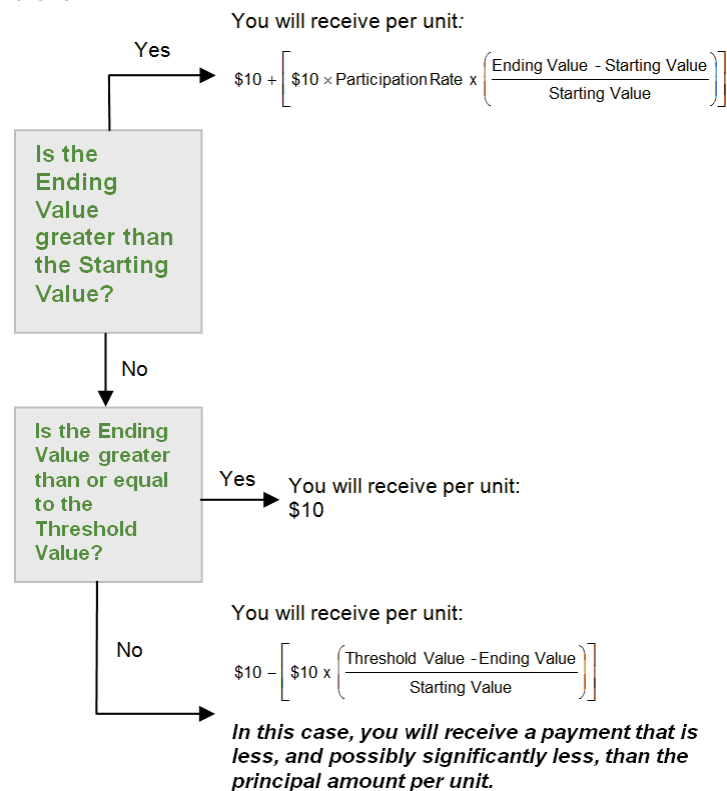 You will receive per unit:
Yes
$10 + [ $10 × Participation Rate x ( Ending Value - Starting Value
Starting Value ) ]
Is the
Ending
Value
greater than
the Starting
Value?
No
Is the Ending
Value greater
than or equal
to the
Threshold
Value?
Yes
You will receive per unit:
$10
You will receive per unit:
No
$10 − [ $10 x ( Threshold Value - Ending Value
Starting Value ) ]
In this case, you will receive a payment that is
less, and possibly significantly less, than the
principal amount per unit.